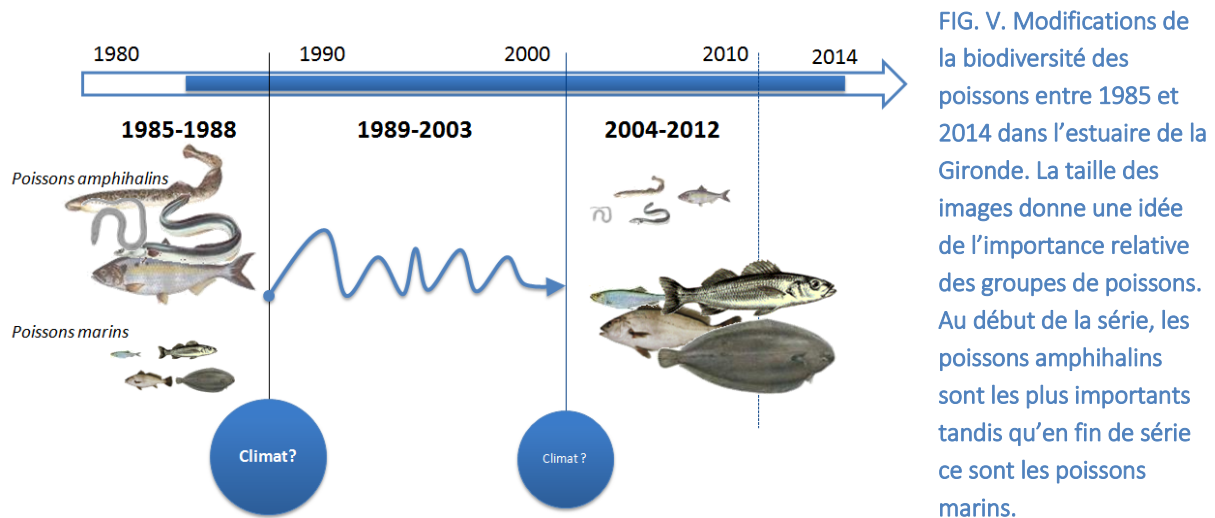 1980 1990 2000 2010 2014
1985-1988 1989-2003 2004-2012
Poissons amphihalins
Poissons marins
Climat?
Climat ?
FIG. V. Modifications de
la biodiversité des
poissons entre 1985 et
2014 dans l’estuaire de la
Gironde. La taille des
images donne une idée
de l’importance relative
des groupes de poissons.
Au début de la série, les
poissons amphihalins
sont les plus importants
tandis qu’en fin de série
ce sont les poissons
marins.